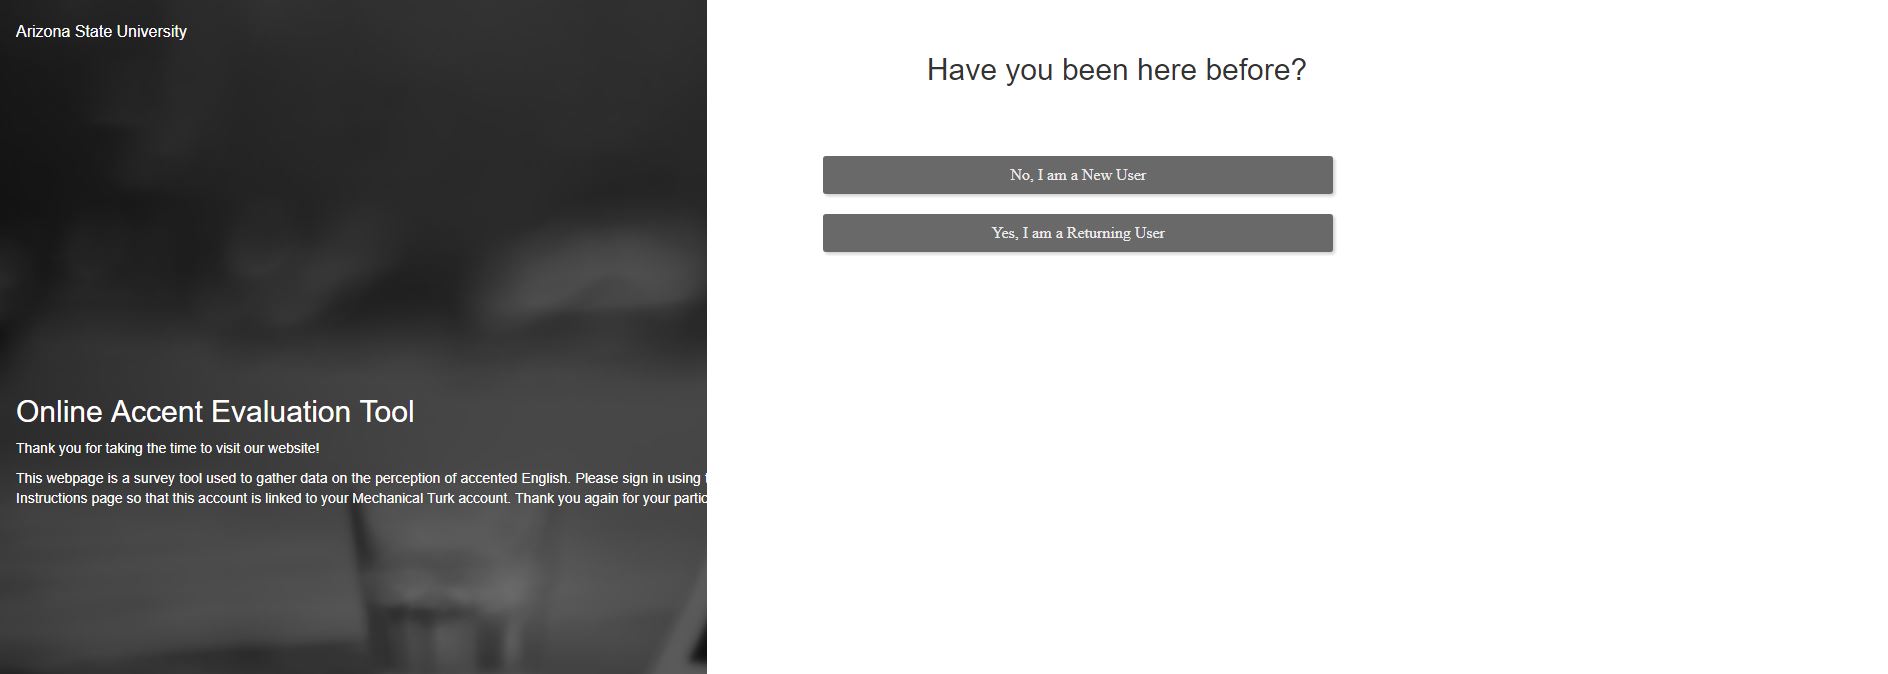 Arizona State University
Have you been here before?
No, I am a New User
Yes, I am a Returning User
Online Accent Evaluation Tool
Thank you for taking the time to visit our website!
This webpage is a survey tool used to gather data on the perception of accented English. Please sign in using
Instructions page so that this account is linked to your Mechanical Turk account. Thank you again for your